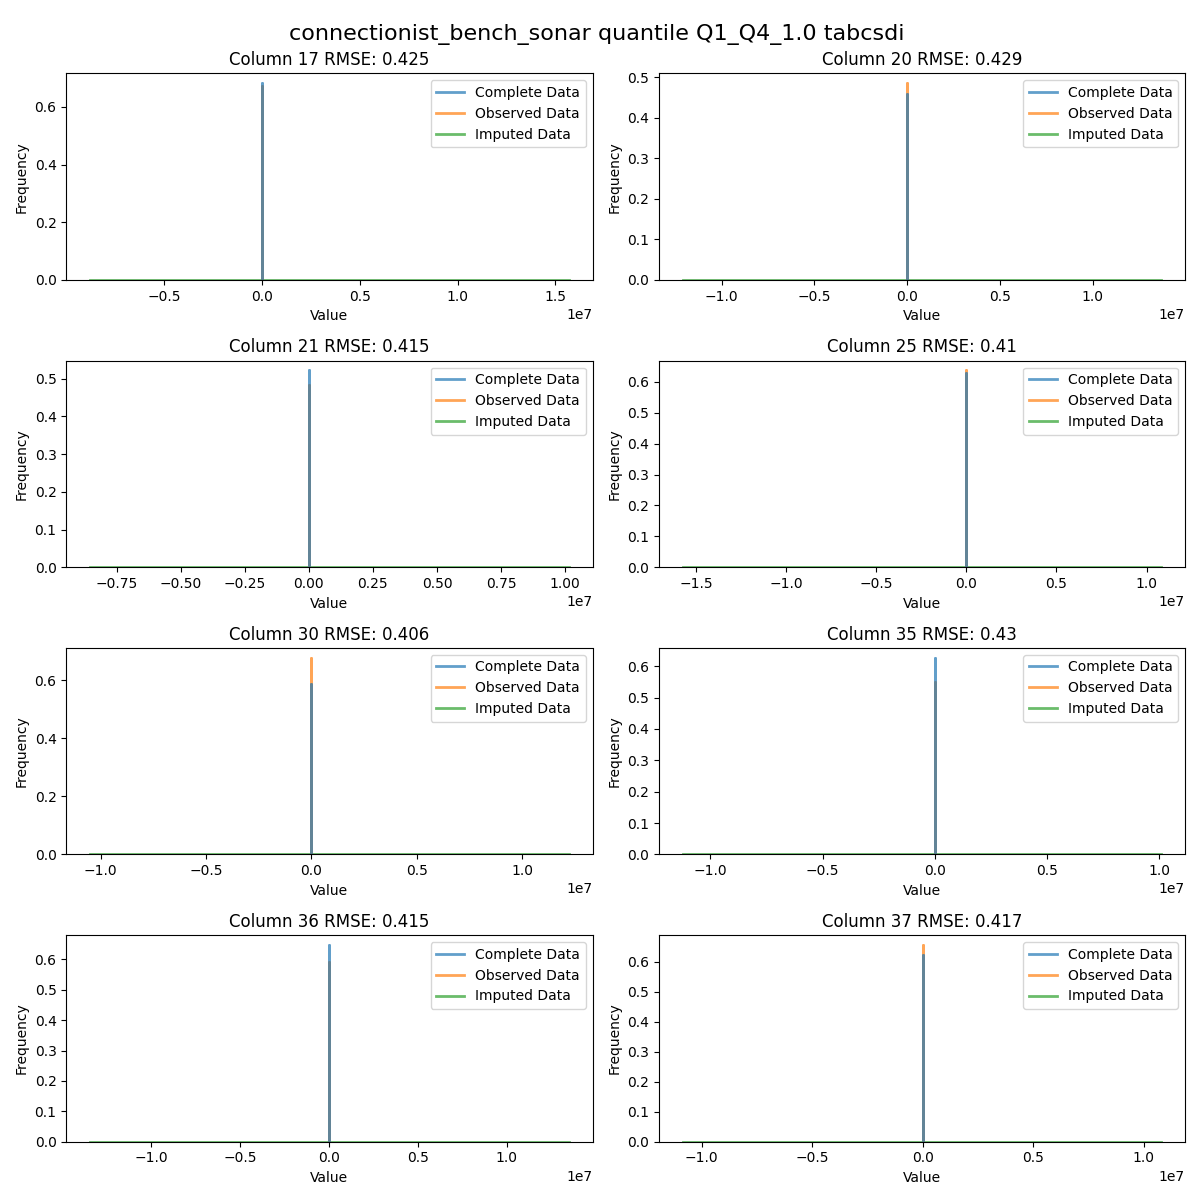 connectionist_bench_sonar quantile Q1_Q4_1.0 tabcsdi
Column 17 RMSE: 0.425
Frequency
0.6
0.4
0.2
0.0
Complete Data
Observed Data
Imputed Data
−0.5 0.0 0.5 1.0 1.5
1e7
Value
Column 20 RMSE: 0.429
Frequency
0.5
0.4
0.3
0.2
0.1
0.0
Complete Data
Observed Data
Imputed Data
−1.0 −0.5 0.0 0.5 1.0
1e7
Value
Column 21 RMSE: 0.415
Frequency
0.5
0.4
0.3
0.2
0.1
0.0
Complete Data
Observed Data
Imputed Data
−0.75 −0.50 −0.25 0.00 0.25 0.50 0.75 1.00
1e7
Value
Column 25 RMSE: 0.41
Frequency
0.6
0.5
0.4
0.3
0.2
0.1
0.0
Complete Data
Observed Data
Imputed Data
−1.5 −1.0 −0.5 0.0 0.5 1.0
1e7
Value
Column 30 RMSE: 0.406
Frequency
0.6
0.4
0.2
0.0
Complete Data
Observed Data
Imputed Data
−1.0 −0.5 0.0 0.5 1.0
1e7
Value
Column 35 RMSE: 0.43
Frequency
0.6
0.5
0.4
0.3
0.2
0.1
0.0
Complete Data
Observed Data
Imputed Data
−1.0 −0.5 0.0 0.5 1.0
1e7
Value
Column 36 RMSE: 0.415
Frequency
0.6
0.5
0.4
0.3
0.2
0.1
0.0
Complete Data
Observed Data
Imputed Data
−1.0 −0.5 0.0 0.5 1.0
1e7
Value
Column 37 RMSE: 0.417
Frequency
0.6
0.5
0.4
0.3
0.2
0.1
0.0
Complete Data
Observed Data
Imputed Data
−1.0 −0.5 0.0 0.5 1.0
1e7
Value